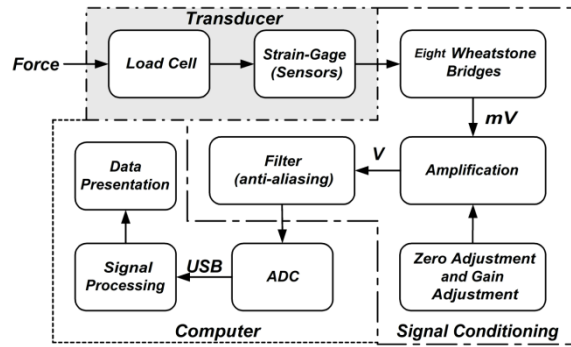 Transducer
Force
Load Cell
Strain-Gage
(Sensors)
Eight Wheatstone
Bridges
mV
Data
Presentation
Filter
(anti-aliasing)
V
Amplification
Signal
Processing
USB
ADC
Zero Adjustment
and Gain
Adjustment
Computer
Signal Conditioning